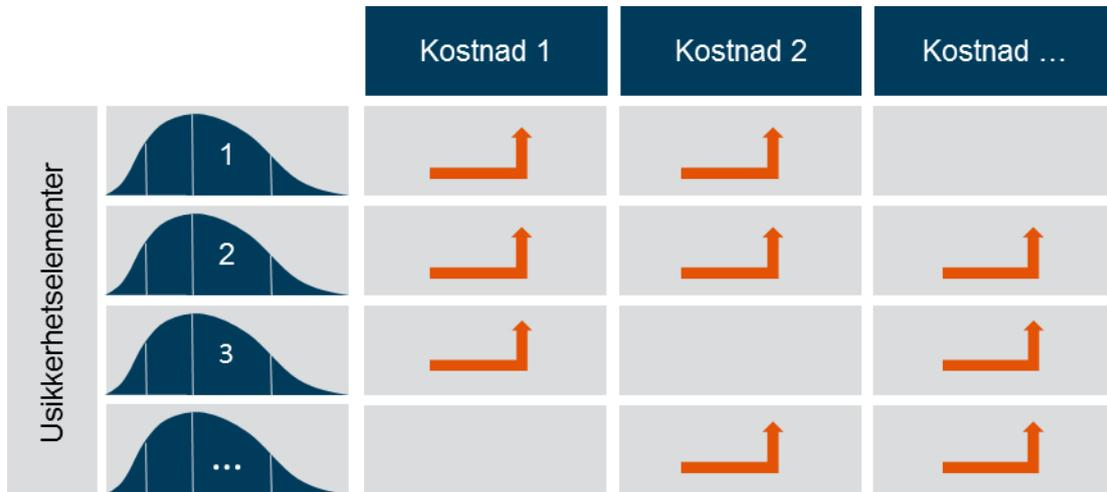 Kostnad 1
Kostnad 2
Kostnad ...
Usikkerhetselementer
1
2
3
...